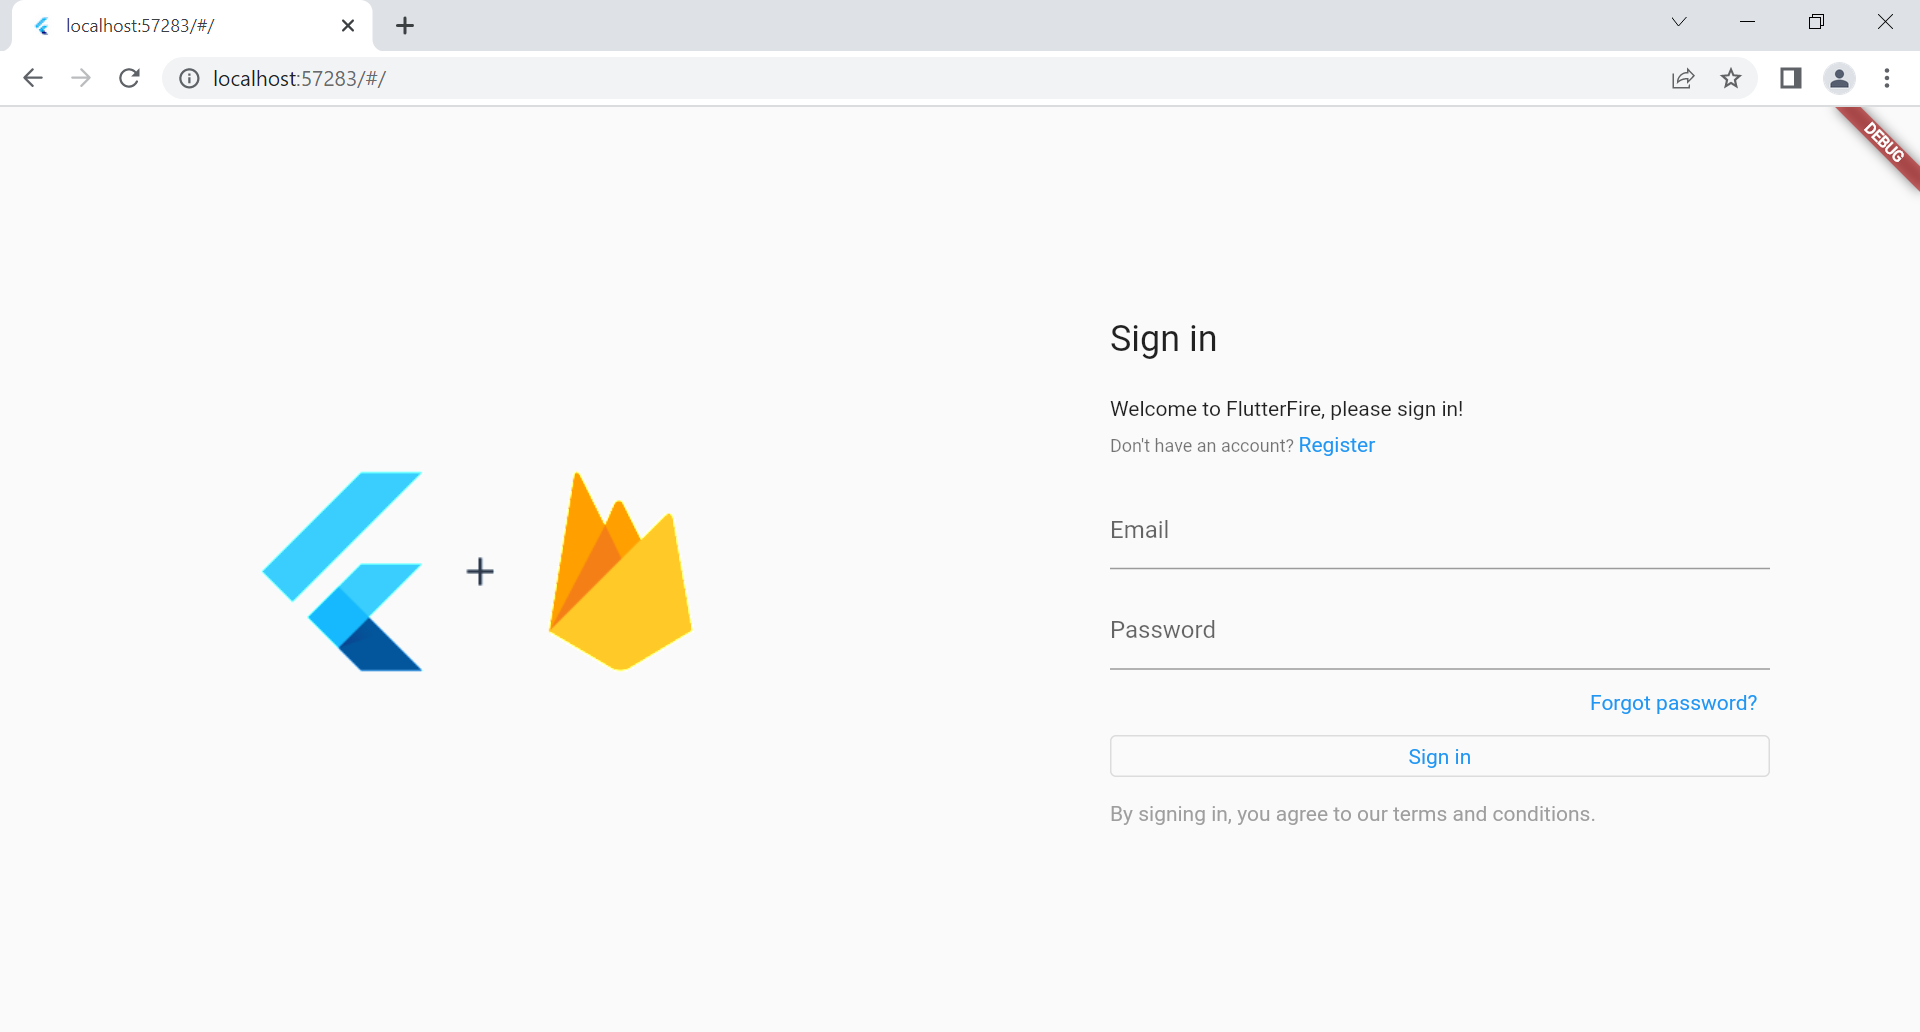 localhost:57283/#/
localhost:57283/#/
DEBUG
Sign in
Welcome to FlutterFire, please sign in!
Don't have an account? Register
Email
Password
Forgot password?
Sign in
By signing in, you agree to our terms and conditions.